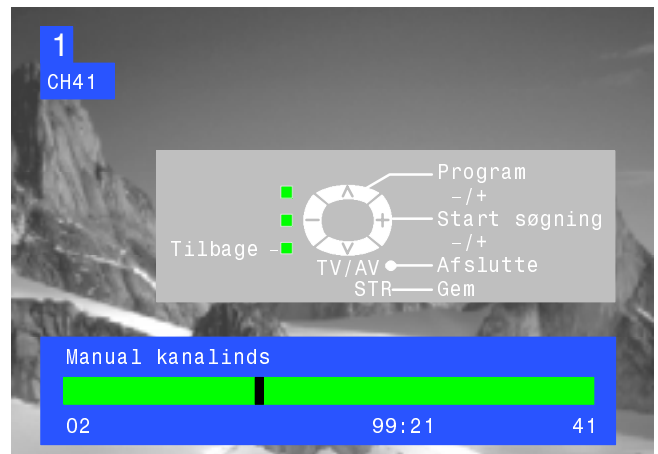 1
CH41
Program
-/+
Start søgning
-/+
Tilbage -
TV/AV Afslutte
STR Gem
Manual kanalinds
02 99:21 41